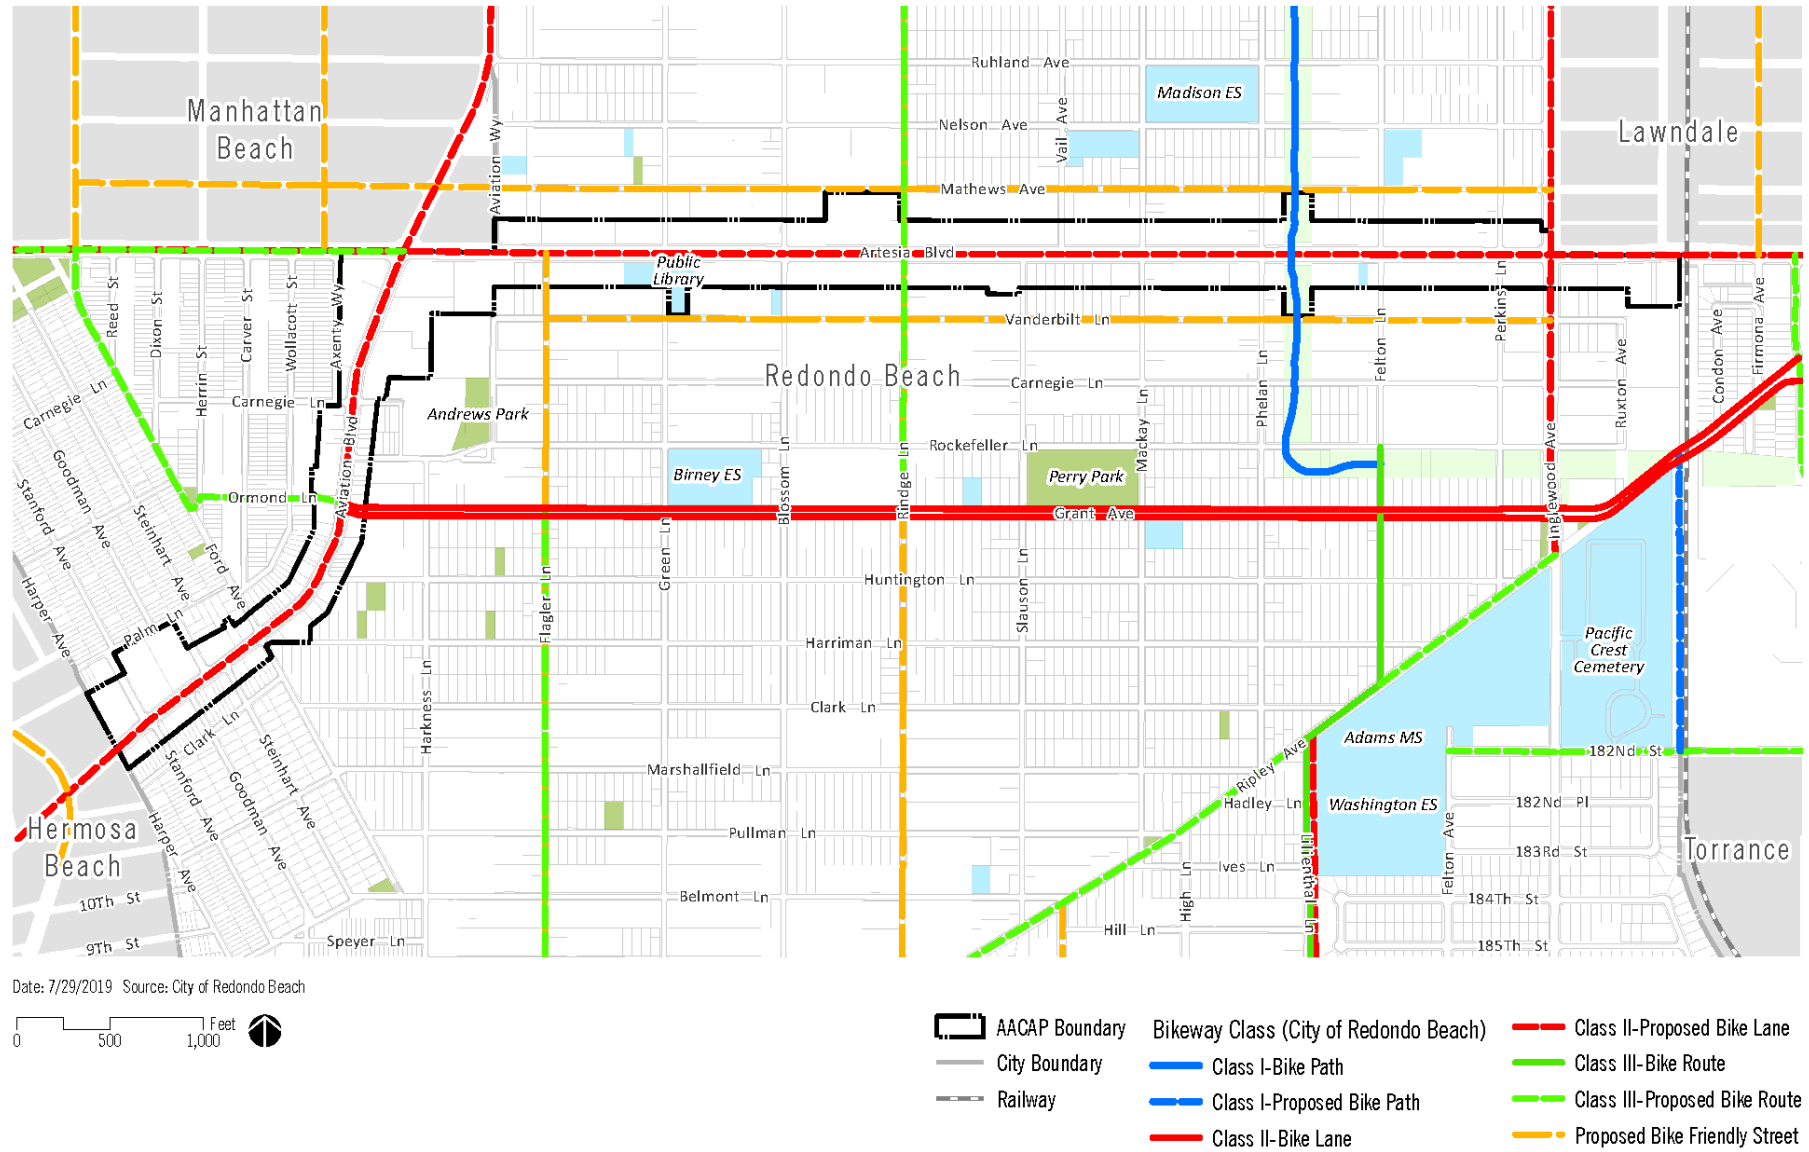 Ruhland Ave
Manhattan
Beach
Madison ES
Lawndale
Nelson Ave
Vail Ave
Aviation Wy
Mathews Ave
Artesia Blvd
Public
Library
Reed St
Dixon St
Herrin St
Carver St
Wollacott St
Axenty Wy
Vanderbilt Ln
Perkins Ln
Felton Ln
Phelan Ln
Ruxton Ave
Condon Ave
Firmona Ave
Redondo Beach
Carnegie Ln
Carnegie Ln
Carnegie Ln
Andrews Park
Mackay Ln
Rockefeller Ln
Aviation Blvd
Goodman Ave
Stanford Ave
Steinhart Ave
Birney ES
Blossom Ln
Rindge Ln
Perry Park
Inglewood Ave
Ormond Ln
Grant Ave
Ford Ave
Harper Ave
Green Ln
Flagler Ln
Huntington Ln
Slauson Ln
Palm Ln
Harriman Ln
Pacific
Crest
Cemetery
Harkness Ln
Clark Ln
Clark Ln
Adams MS
182Nd St
Ripley Ave
Steinhart Ave
Stanford Ave
Goodman Ave
Marshallfield Ln
Hadley Ln
Washington ES
182Nd Pl
Hermosa
Beach
Harper Ave
Pullman Ln
Lilienthal Ln
Felton Ave
183Rd St
Torrance
Ives Ln
High Ln
10Th St
Belmont Ln
184Th St
9Th St
Speyer Ln
Hill Ln
185Th St
Date: 7/29/2019 Source: City of Redondo Beach
Feet
0 500 1,000
AACAP Boundary
City Boundary
Railway
Bikeway Class (City of Redondo Beach)
Class I-Bike Path
Class I-Proposed Bike Path
Class II-Bike Lane
Class II-Proposed Bike Lane
Class III-Bike Route
Class III-Proposed Bike Route
Proposed Bike Friendly Street